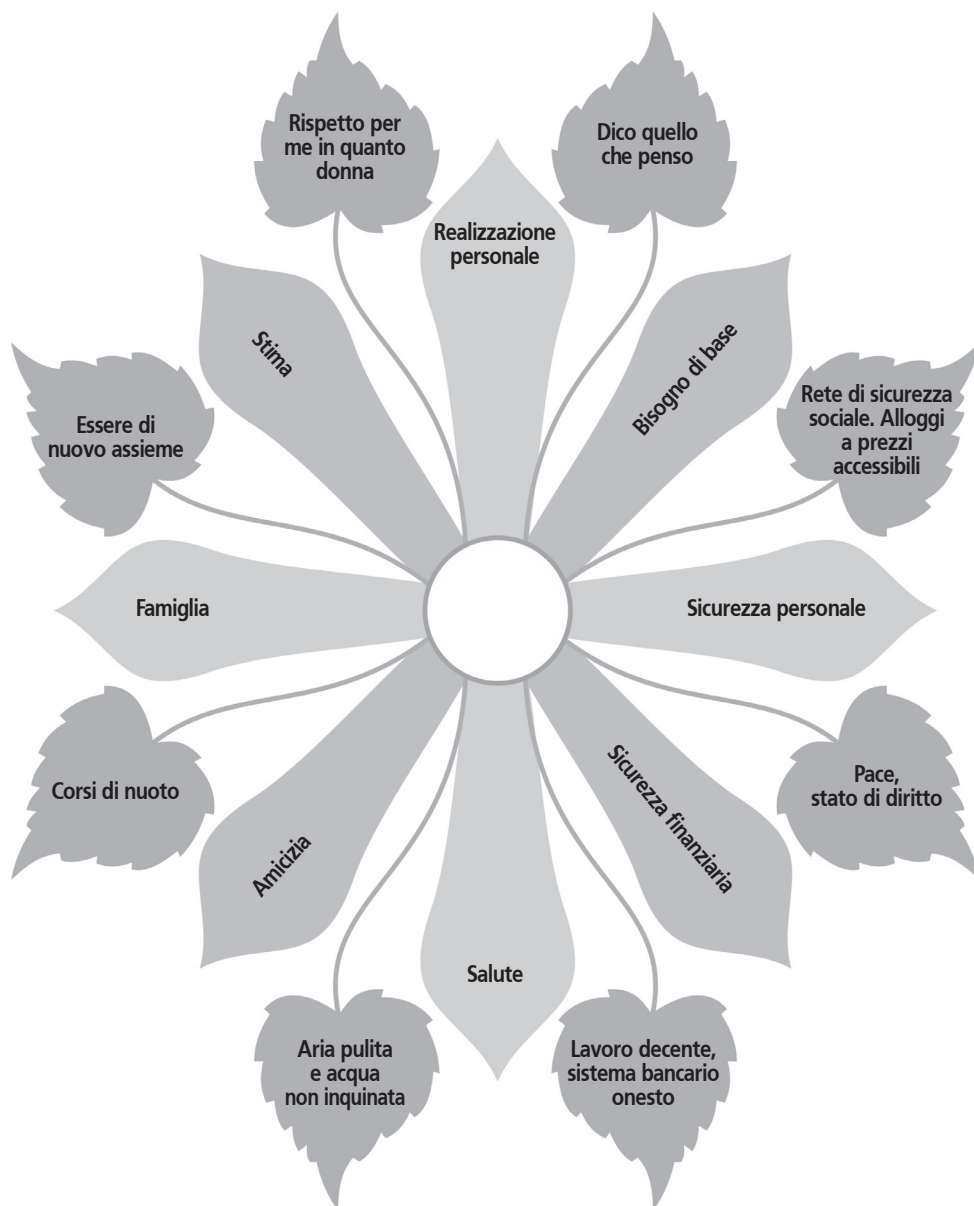 Rispetto per
me in quanto
donna
Dico quello
che penso
Realizzazione
personale
Stima
Bisogno di base
Essere di
nuovo assieme
Rete di sicurezza
sociale. Alloggi
a prezzi
accessibili
Famiglia
Sicurezza personale
Corsi di nuoto
Pace,
stato di diritto
Amicizia
Sicurezza finanziaria
Salute
Aria pulita
e acqua
non inquinata
Lavoro decente,
sistema bancario
onesto